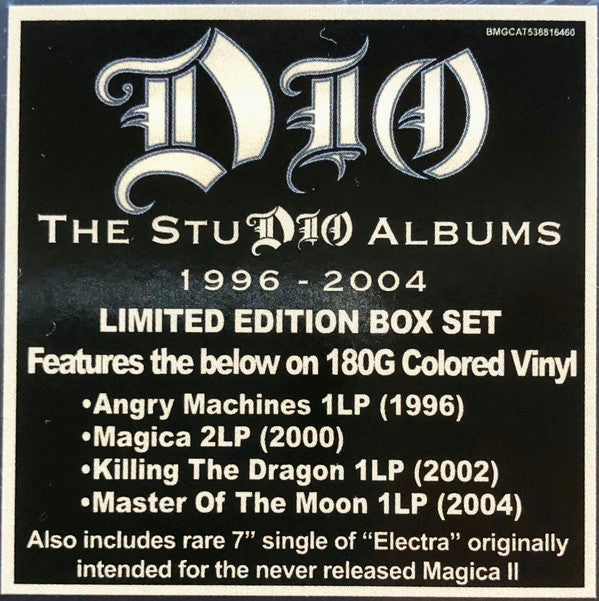 BMGCAT538816460
DIO
THE STUDIO ALBUMS
1996 - 2004
LIMITED EDITION BOX SET
Features the below on 180G Colored Vinyl
•Angry Machines 1LP (1996)
•Magica 2LP (2000)
•Killing The Dragon 1LP (2002)
•Master Of The Moon 1LP (2004)
Also includes rare 7” single of “Electra” originally
intended for the never released Magica II